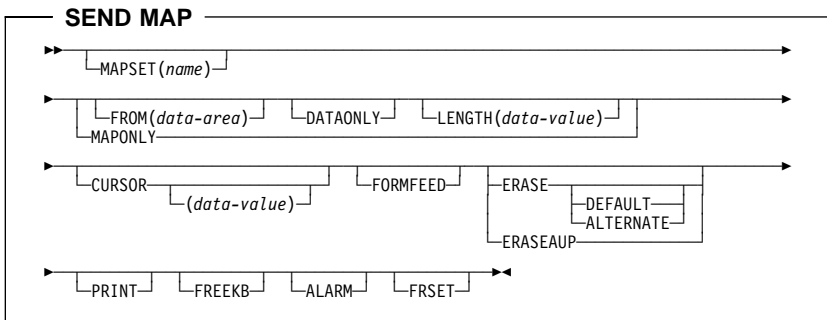 SEND MAP
MAPSET(name)
FROM(data-area) DATAONLY LENGTH(data-value)
MAPONLY
CURSOR FORMFEED ERASE
(data-value) DEFAULT
ALTERNATE
ERASEAUP
PRINT FREEKB ALARM FRSET